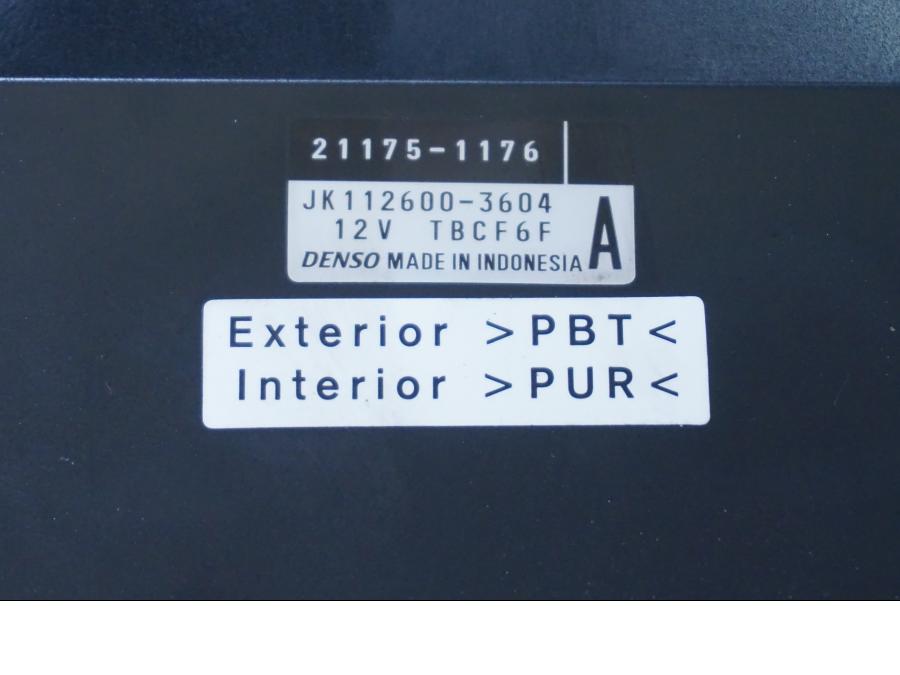 21175-1176
JK112600-3604
12V TBCF6F
A
DENSO MADE IN INDONESIA
Exterior >PBT<
Interior >PUR<